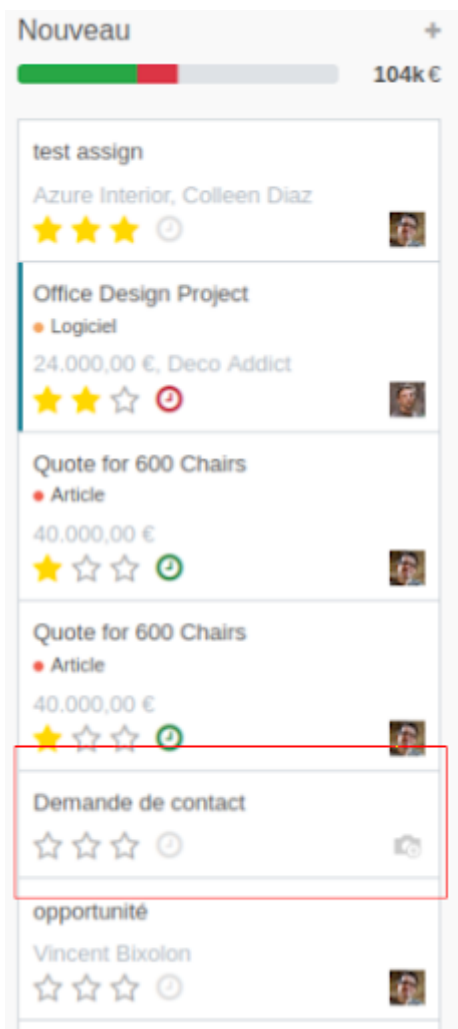 Nouveau +
104k €
test assign
Azure Interior, Colleen Diaz
Office Design Project
Logiciel
24.000,00 €, Deco Addict
Quote for 600 Chairs
Article
40.000,00 €
Quote for 600 Chairs
Article
40.000,00 €
Demande de contact
opportunité
Vincent Bixolon